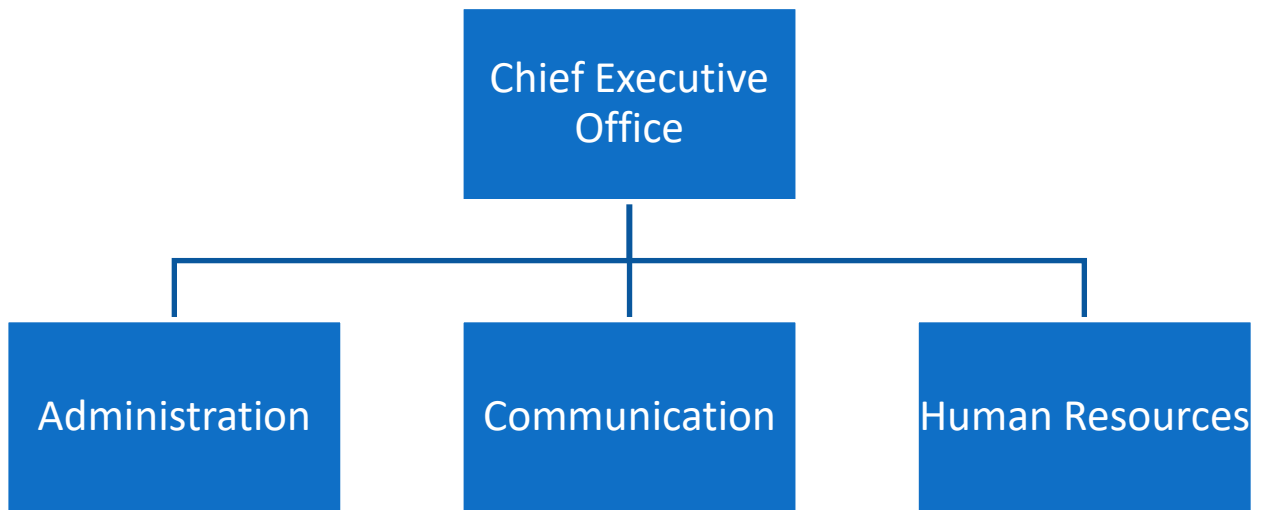 Chief Executive
Office
Administration
Communication
Human Resources